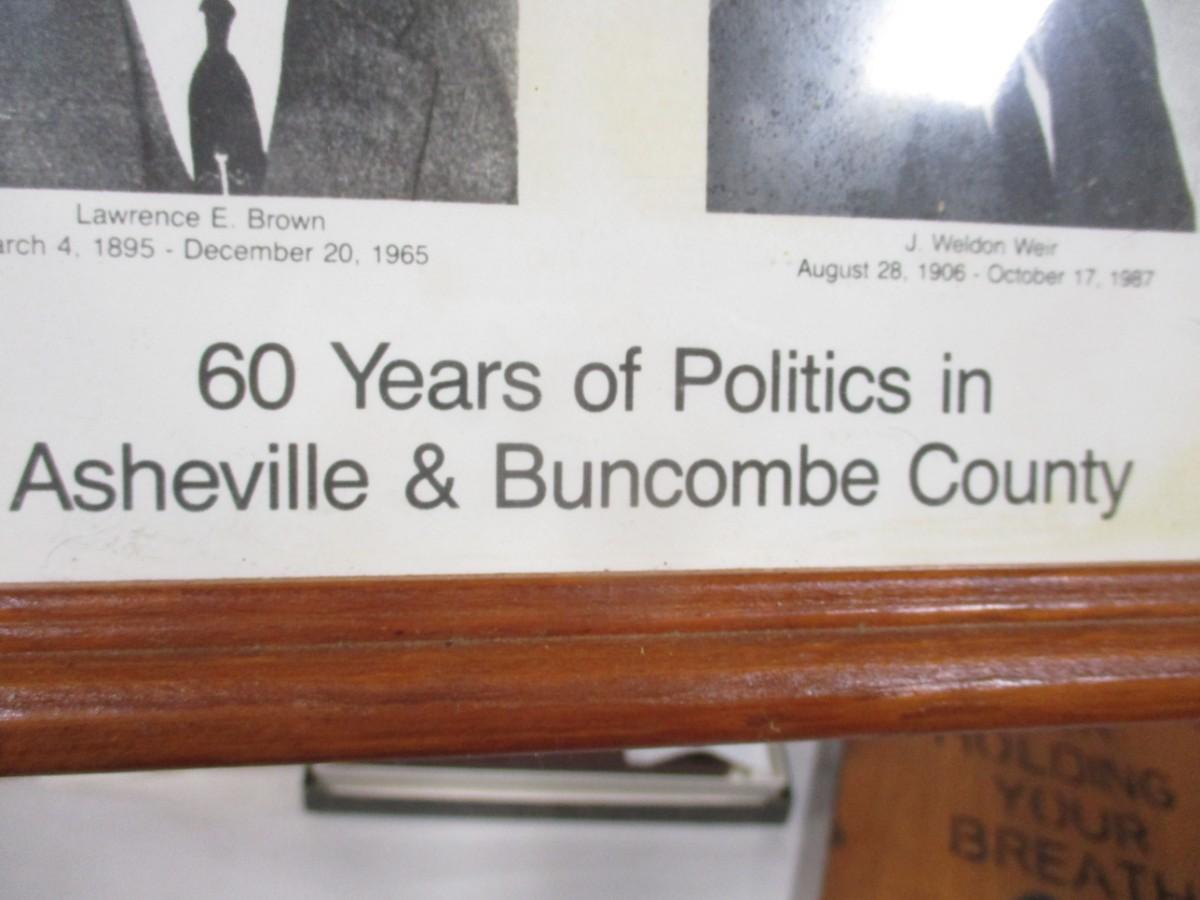 Lawrence E. Brown
arch 4, 1895 - December 20, 1965
J. Weldon Weir
August 28, 1906 - October 17, 1987
60 Years of Politics in
Asheville & Buncombe County
HOLDING
YOUR
BREATH